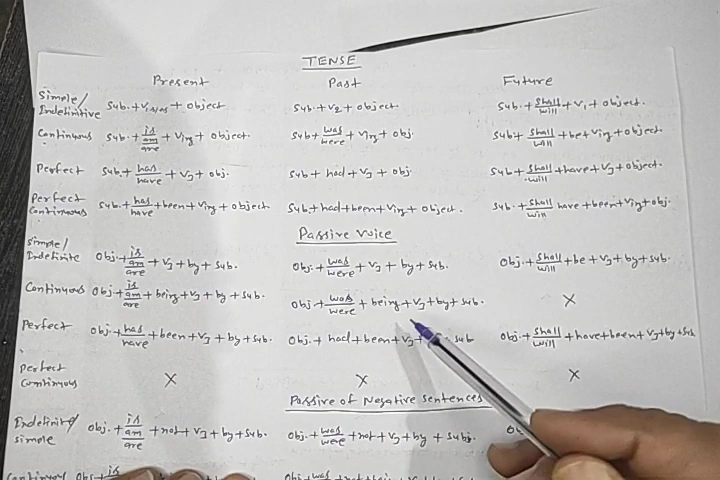 TENSE
Present Past Future
Simple/ Indefinitive Sub.+V1+s/es + object Sub.+V2+object Sub.+shall/will+V1+object.
Continuous Sub.+is/am/are+Ving+object. Sub+was/were+Ving+obj. Sub+shall/will+be+Ving+object
Perfect Sub+has/have+V3+obj. Sub+had+V3+obj Sub+shall/will+have+V3+object.
Perfect Continuous Sub.+has/have+been+Ving+object Sub+had+been+Ving+object. Sub.+shall/will have+been+Ving+obj.
Passive voice
Simple/ Indefinite Obj.+is/am/are+V3+by+sub. Obj.+was/were+V3+by+sub. Obj.+shall/will+be+V3+by+sub.
Continuous Obj+is/am/are+being+V3+by+sub. Obj.+was/were+being+V3+by+sub. X
Perfect Obj.+has/have+been+V3+by+sub. Obj.+had+been+V3+ sub Obj.+shall/will+have+been+V3+by+sub
Perfect Continuous X X X
Passive of Negative Sentences
Indefinite/ simple Obj.+is/am/are+not+V3+by+sub. Obj.+was/were+not+V3+by+subj.
Continuous Obj+is